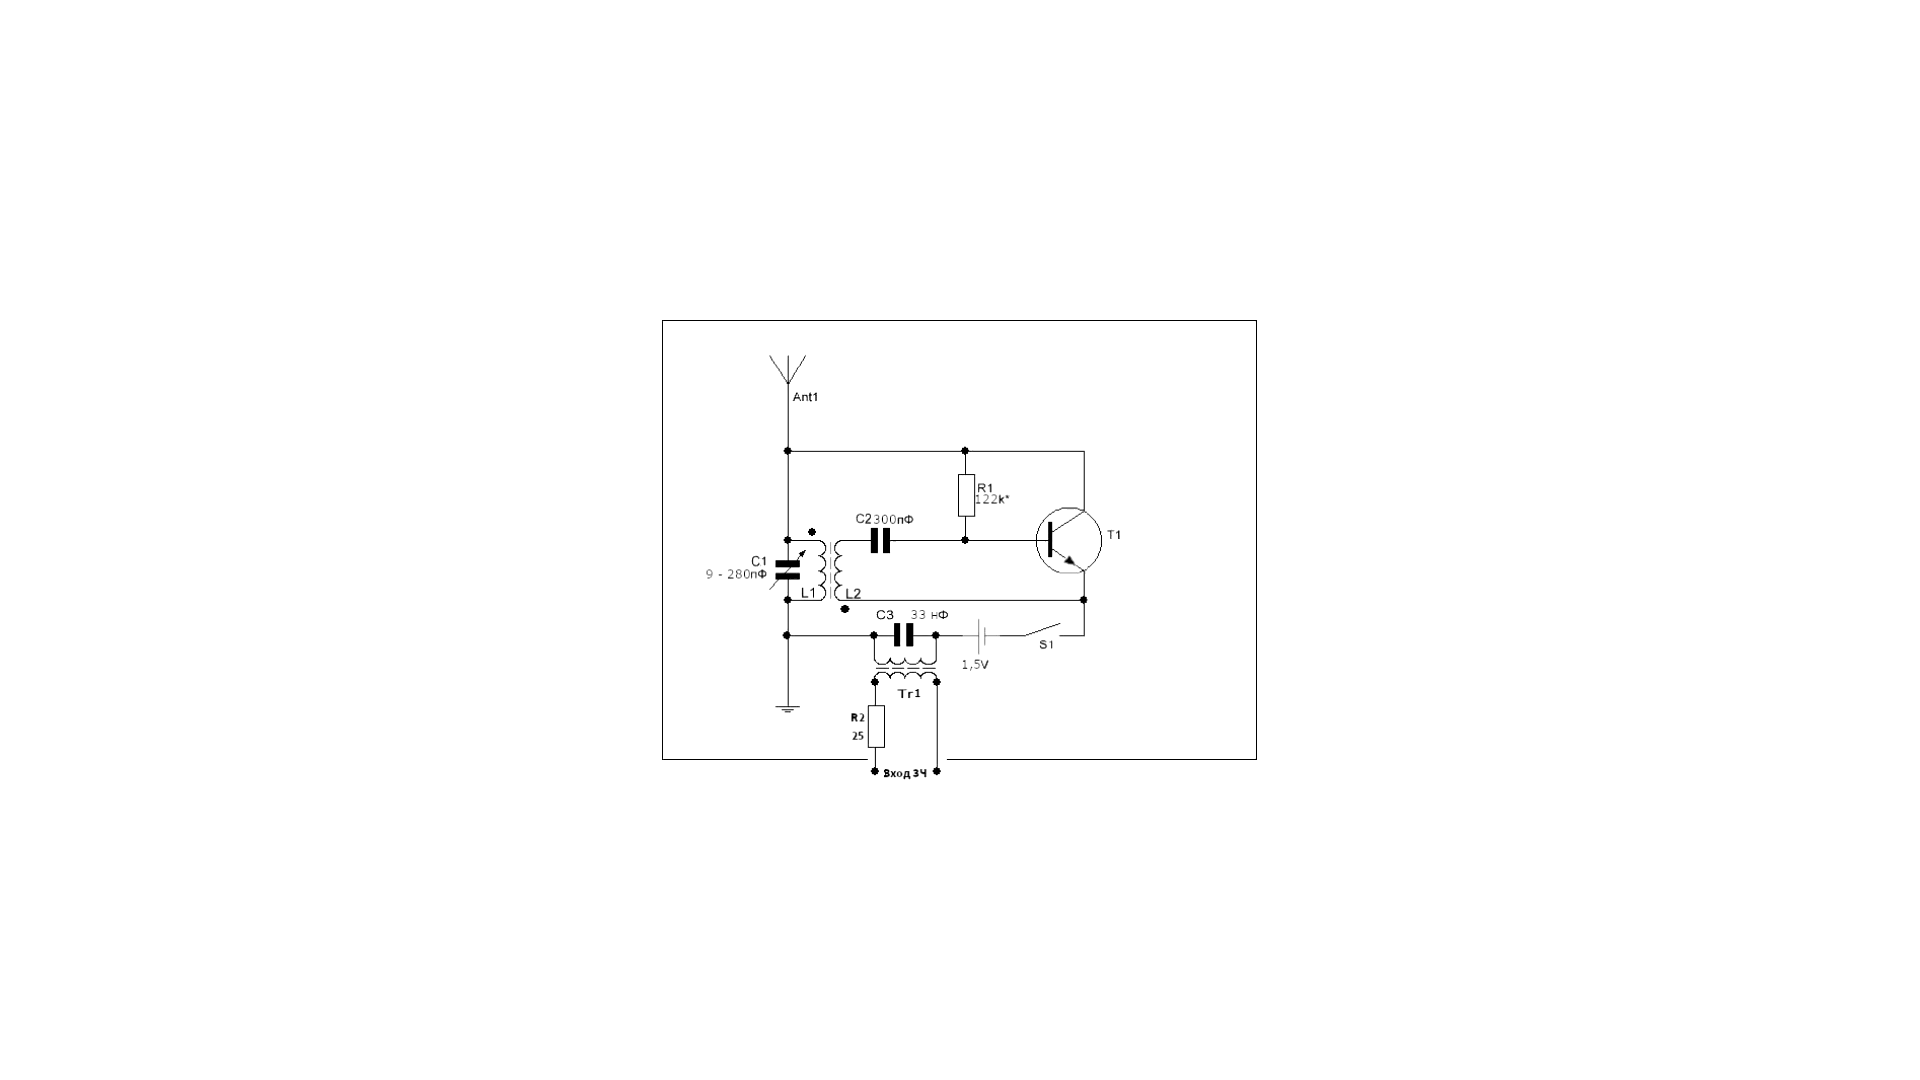 Ant1
R1
122k*
C2 300пФ
T1
C1
9 - 280пФ
L1
L2
C3 33 нФ
S1
1,5V
Tr1
R2
25
Вход ЗЧ